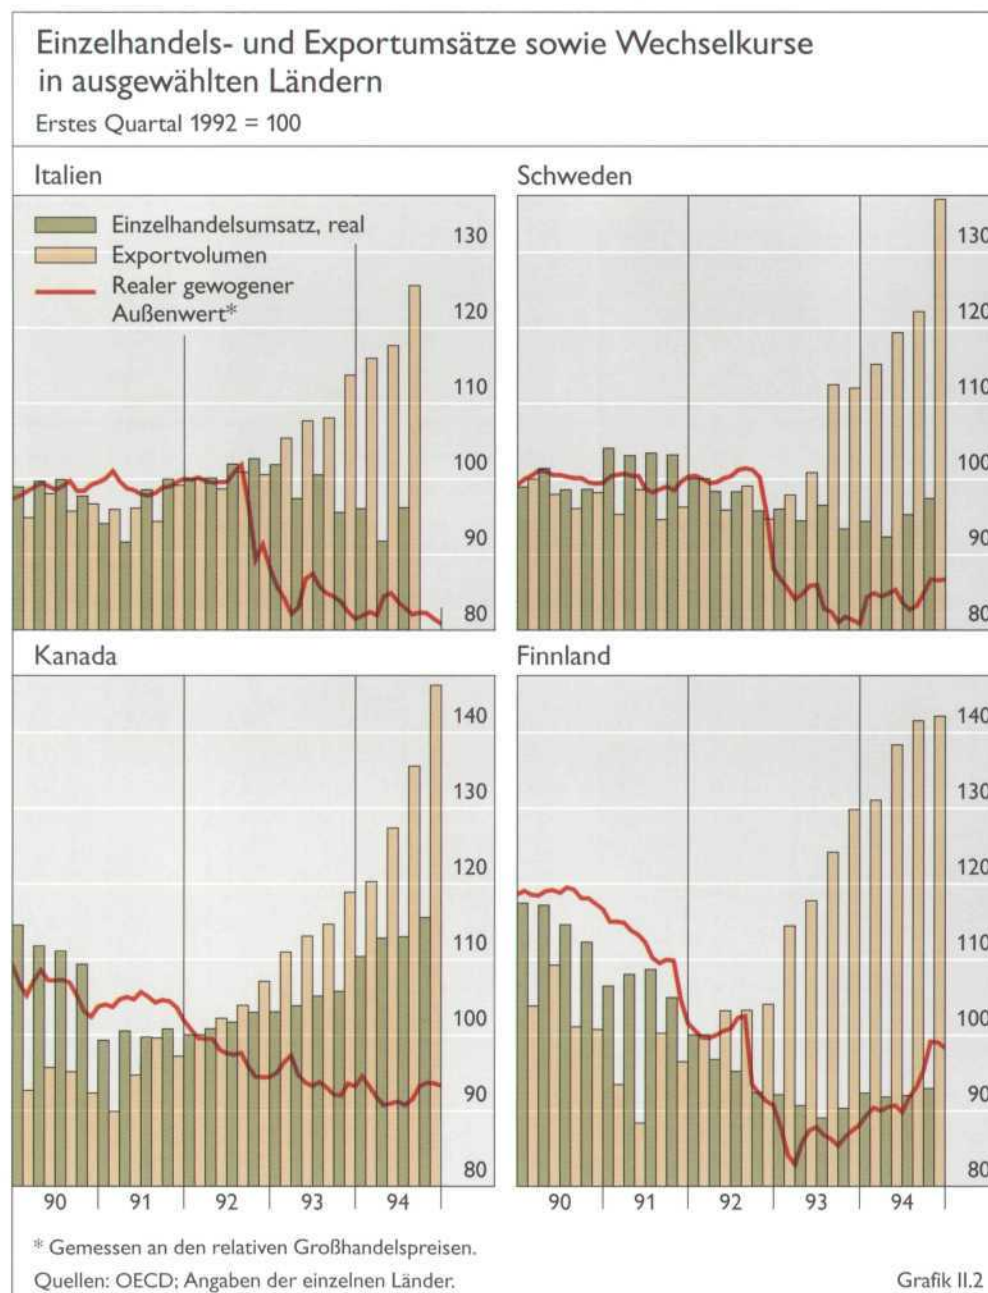 Einzelhandels- und Exportumsätze sowie Wechselkurse
in ausgewählten Ländern
Erstes Quartal 1992 = 100
Italien
Einzelhandelsumsatz, real
Exportvolumen
Realer gewogener
Außenwert*
130
120
110
100
90
80
Schweden
130
120
110
100
90
80
Kanada
140
130
120
110
100
90
80
90 91 92 93 94
Finnland
140
130
120
110
100
90
80
90 91 92 93 94
* Gemessen an den relativen Großhandelspreisen.
Quellen: OECD; Angaben der einzelnen Länder.
Grafik II.2